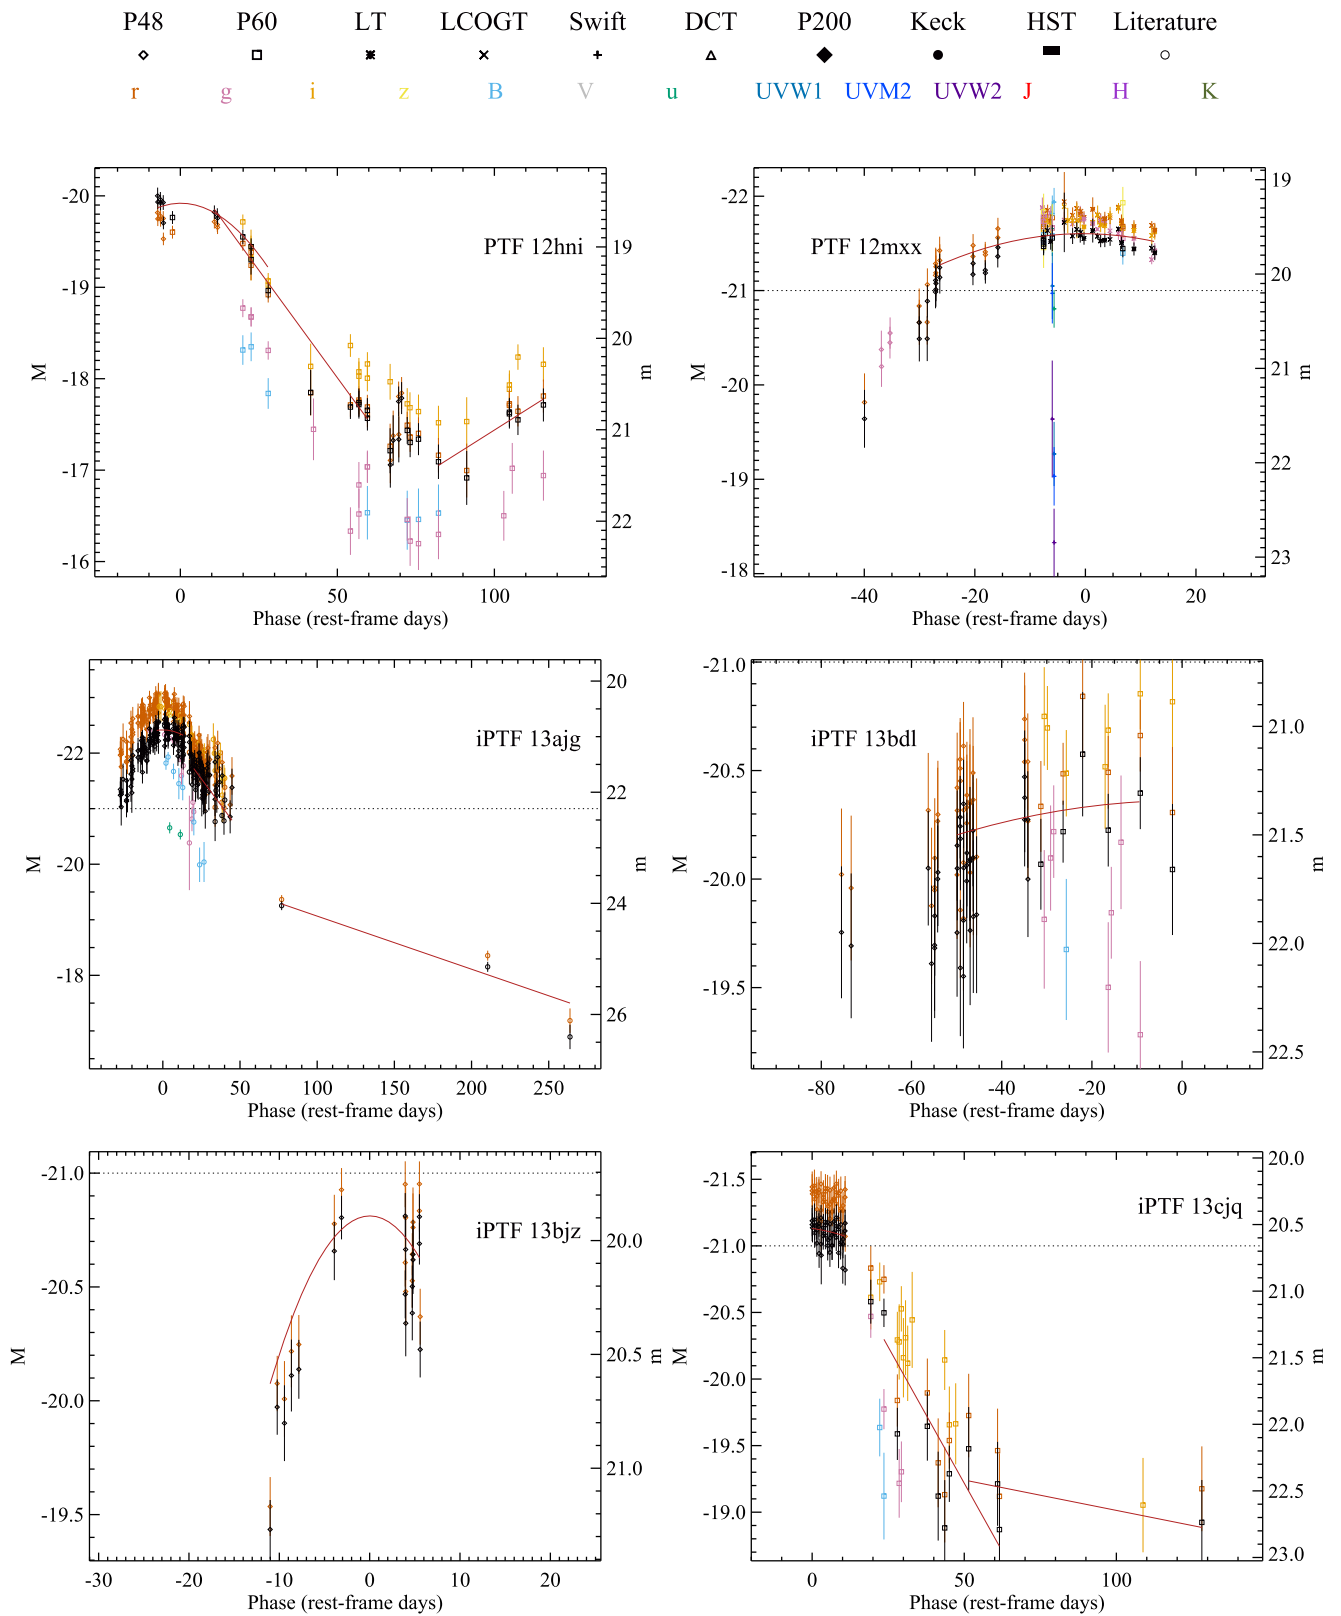 P48 P60 LT LCOGT Swift DCT P200 Keck HST Literature
r g i z B V u UVW1 UVM2 UVW2 J H K
PTF 12hni
-20
-19
-18
-17
-16
M
19
20
21
22
m
0 50 100
Phase (rest-frame days)
PTF 12mxx
-22
-21
-20
-19
-18
M
19
20
21
22
23
m
-40 -20 0 20
Phase (rest-frame days)
iPTF 13ajg
-22
-20
-18
M
20
22
24
26
m
0 50 100 150 200 250
Phase (rest-frame days)
iPTF 13bdl
-21.0
-20.5
-20.0
-19.5
M
21.0
21.5
22.0
22.5
m
-80 -60 -40 -20 0
Phase (rest-frame days)
iPTF 13bjz
-21.0
-20.5
-20.0
-19.5
M
20.0
20.5
21.0
m
-30 -20 -10 0 10 20
Phase (rest-frame days)
iPTF 13cjq
-21.5
-21.0
-20.5
-20.0
-19.5
-19.0
M
20.0
20.5
21.0
21.5
22.0
22.5
23.0
m
0 50 100
Phase (rest-frame days)